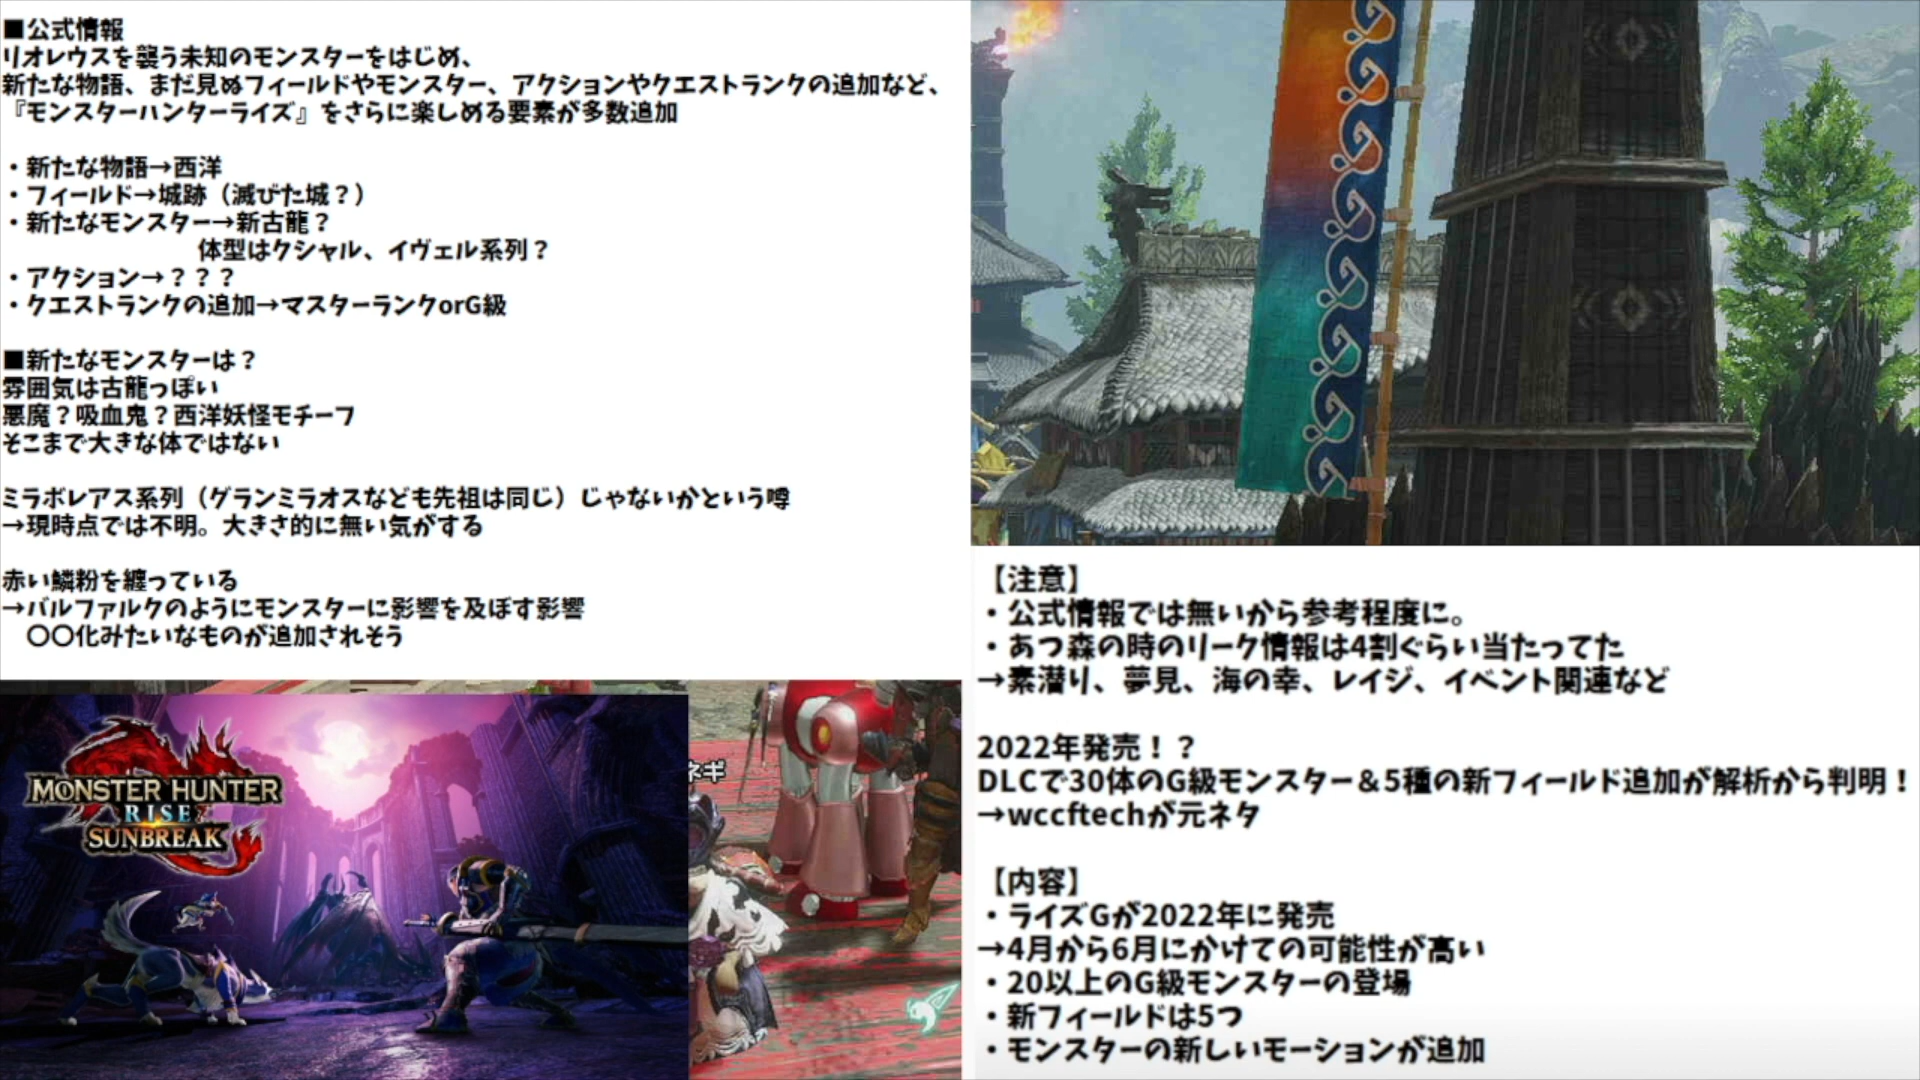 ■公式情報
リオレウスを襲う未知のモンスターをはじめ、
新たな物語、まだ見ぬフィールドやモンスター、アクションやクエストランクの追加など、
『モンスターハンターライズ』をさらに楽しめる要素が多数追加
・新たな物語→西洋
・フィールド→城跡（滅びた城？）
・新たなモンスター→新古龍？
体型はクシャル、イヴェル系列？
・アクション→？？？
・クエストランクの追加→マスターランクorG級
■新たなモンスターは？
雰囲気は古龍っぽい
悪魔？吸血鬼？西洋妖怪モチーフ
そこまで大きな体ではない
ミラボレアス系列（グランミラオスなども先祖は同じ）じゃないかという噂
→現時点では不明。大きさ的に無い気がする
赤い鱗粉を纏っている
→バルファルクのようにモンスターに影響を及ぼす影響
〇〇化みたいなものが追加されそう
MONSTER HUNTER
RISE
SUNBREAK
ネギ
【注意】
・公式情報では無いから参考程度に。
・あつ森の時のリーク情報は4割ぐらい当たってた
→素潜り、夢見、海の幸、レイジ、イベント関連など
2022年発売！？
DLCで30体のG級モンスター＆5種の新フィールド追加が解析から判明！
→wccftechが元ネタ
【内容】
・ライズGが2022年に発売
→4月から6月にかけての可能性が高い
・20以上のG級モンスターの登場
・新フィールドは5つ
・モンスターの新しいモーションが追加